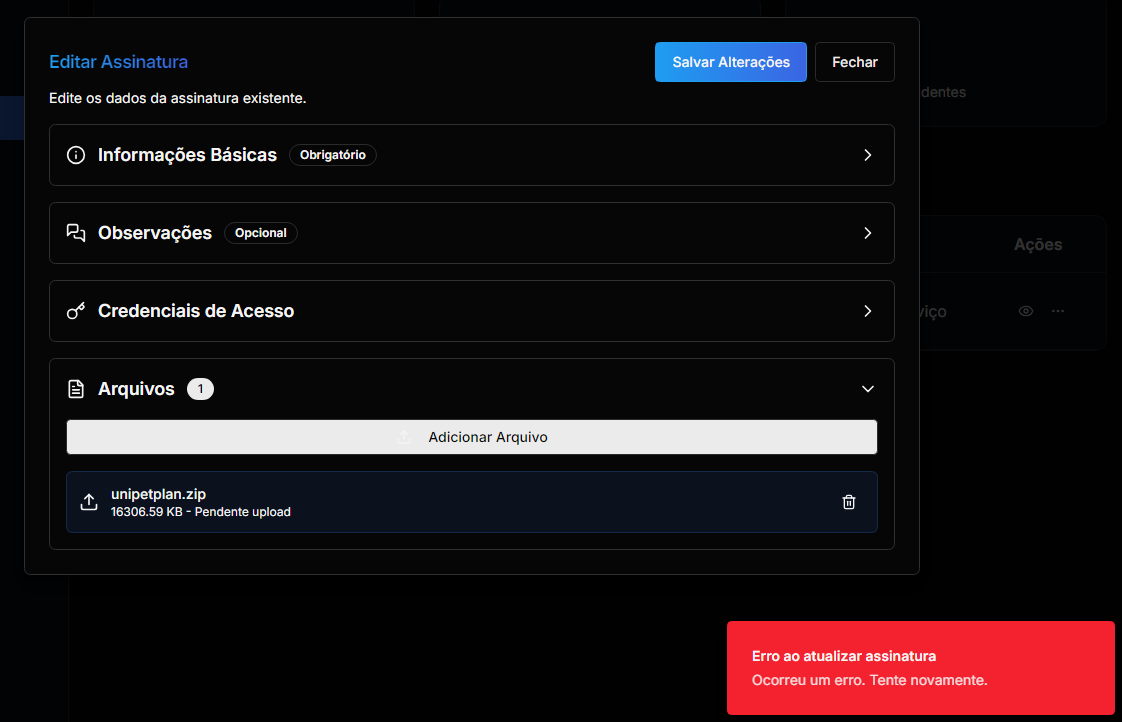 Editar Assinatura
Salvar Alterações
Fechar
Edite os dados da assinatura existente.
dentes
Informações Básicas
Obrigatório
Observações
Opcional
Ações
Credenciais de Acesso
viço
Arquivos
1
Adicionar Arquivo
unipetplan.zip
16306.59 KB - Pendente upload
Erro ao atualizar assinatura
Ocorreu um erro. Tente novamente.